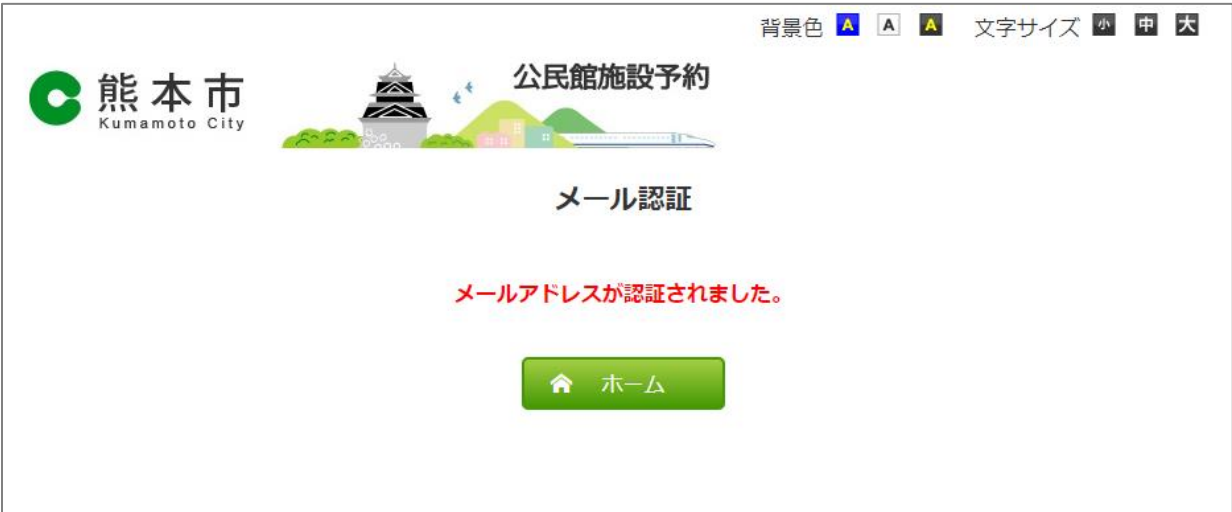 背景色 A A A 文字サイズ 小 中 大
熊本市
Kumamoto City
公民館施設予約
メール認証
メールアドレスが認証されました。
ホーム